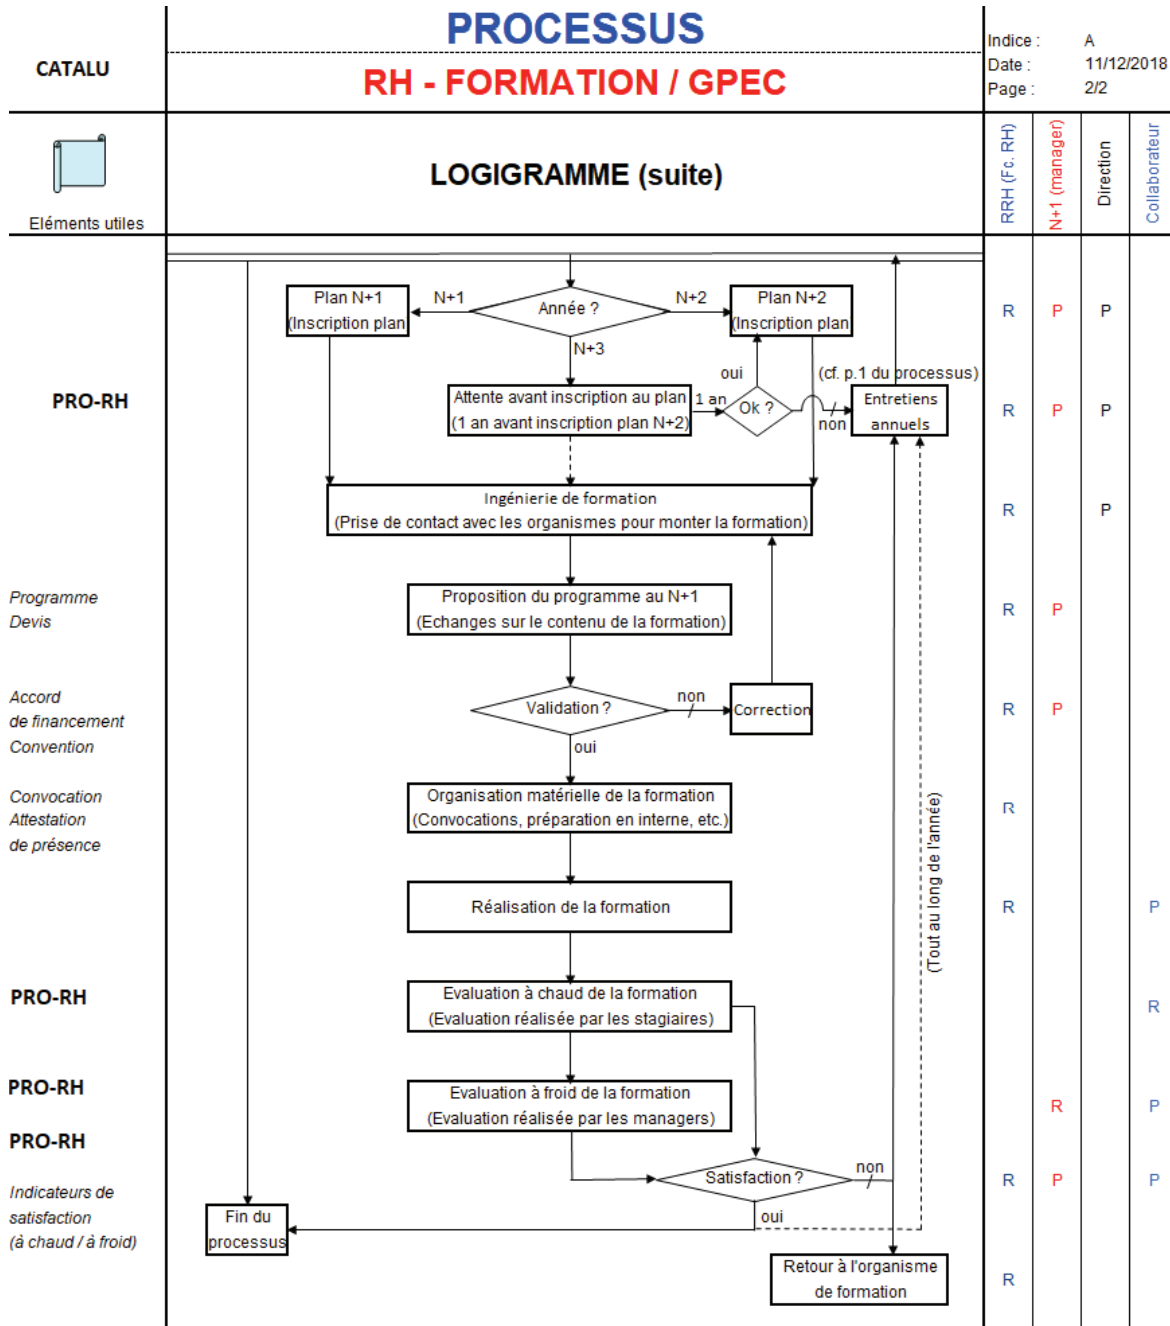 CATALU
PROCESSUS
RH - FORMATION / GPEC
Indice : A
Date : 11/12/2018
Page : 2/2
Eléments utiles
LOGIGRAMME (suite)
RRH (Fc. RH)
N+1 (manager)
Direction
Collaborateur
Plan N+1
(Inscription plan
N+1
Année ?
N+2
Plan N+2
(Inscription plan
R P P
N+3
oui
(cf. p.1 du processus)
PRO-RH
Attente avant inscription au plan
(1 an avant inscription plan N+2)
1 an
Ok ?
non
Entretiens
annuels
R P P
Ingénierie de formation
(Prise de contact avec les organismes pour monter la formation)
R P
Programme
Devis
Proposition du programme au N+1
(Echanges sur le contenu de la formation)
R P
Accord
de financement
Convention
Validation ?
non
Correction
R P
oui
Convocation
Attestation
de présence
Organisation matérielle de la formation
(Convocations, préparation en interne, etc.)
R
(Tout au long de l'année)
Réalisation de la formation
R P
PRO-RH
Evaluation à chaud de la formation
(Evaluation réalisée par les stagiaires)
R
PRO-RH
Evaluation à froid de la formation
(Evaluation réalisée par les managers)
R P
PRO-RH
Indicateurs de
satisfaction
(à chaud / à froid)
Satisfaction ?
non
R P P
oui
Fin du
processus
Retour à l'organisme
de formation
R